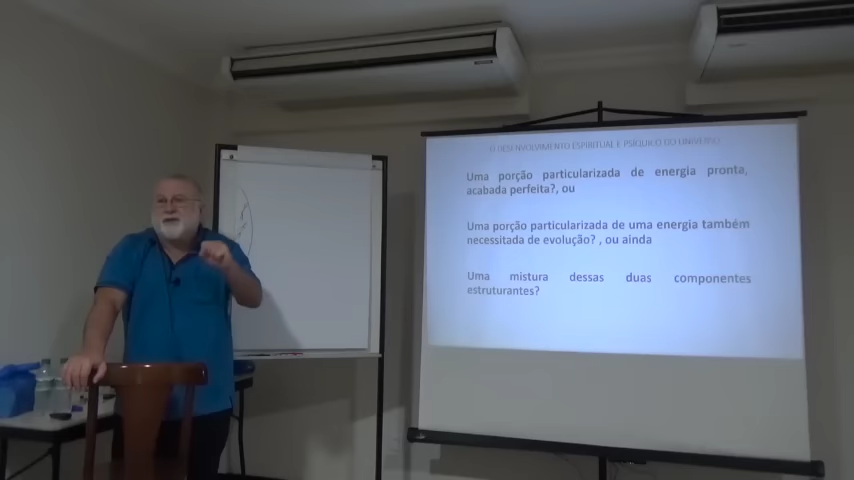 O DESENVOLVIMENTO ESPIRITUAL E PSÍQUICO DO UNIVERSO
Uma porção particularizada de energia pronta,
acabada perfeita?, ou
Uma porção particularizada de uma energia também
necessitada de evolução? , ou ainda
Uma mistura dessas duas componentes
estruturantes?